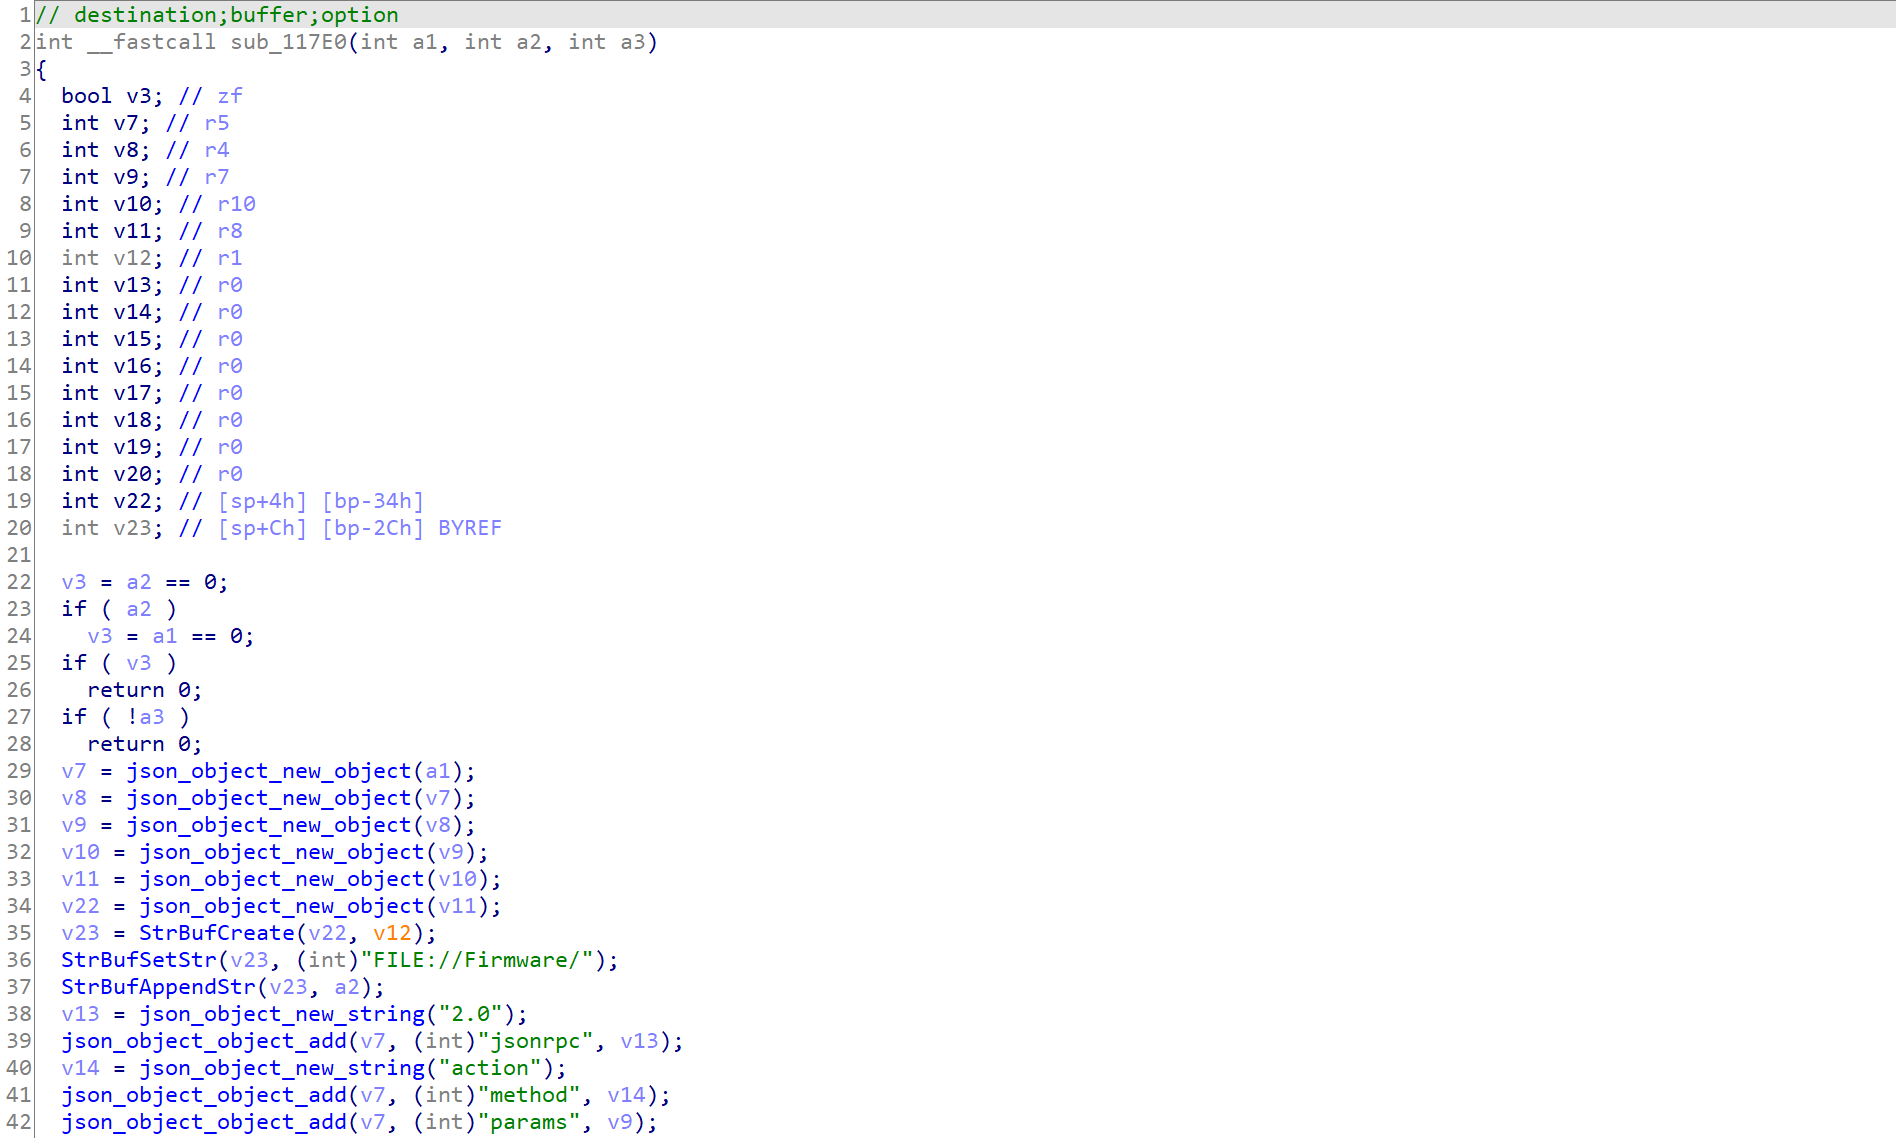 1 // destination;buffer;option
2 int __fastcall sub_117E0(int a1, int a2, int a3)
3 {
4   bool v3; // zf
5   int v7; // r5
6   int v8; // r4
7   int v9; // r7
8   int v10; // r10
9   int v11; // r8
10   int v12; // r1
11   int v13; // r0
12   int v14; // r0
13   int v15; // r0
14   int v16; // r0
15   int v17; // r0
16   int v18; // r0
17   int v19; // r0
18   int v20; // r0
19   int v22; // [sp+4h] [bp-34h]
20   int v23; // [sp+Ch] [bp-2Ch] BYREF
21
22   v3 = a2 == 0;
23   if ( a2 )
24     v3 = a1 == 0;
25   if ( v3 )
26     return 0;
27   if ( !a3 )
28     return 0;
29   v7 = json_object_new_object(a1);
30   v8 = json_object_new_object(v7);
31   v9 = json_object_new_object(v8);
32   v10 = json_object_new_object(v9);
33   v11 = json_object_new_object(v10);
34   v22 = json_object_new_object(v11);
35   v23 = StrBufCreate(v22, v12);
36   StrBufSetStr(v23, (int)"FILE://Firmware/");
37   StrBufAppendStr(v23, a2);
38   v13 = json_object_new_string("2.0");
39   json_object_object_add(v7, (int)"jsonrpc", v13);
40   v14 = json_object_new_string("action");
41   json_object_object_add(v7, (int)"method", v14);
42   json_object_object_add(v7, (int)"params", v9);